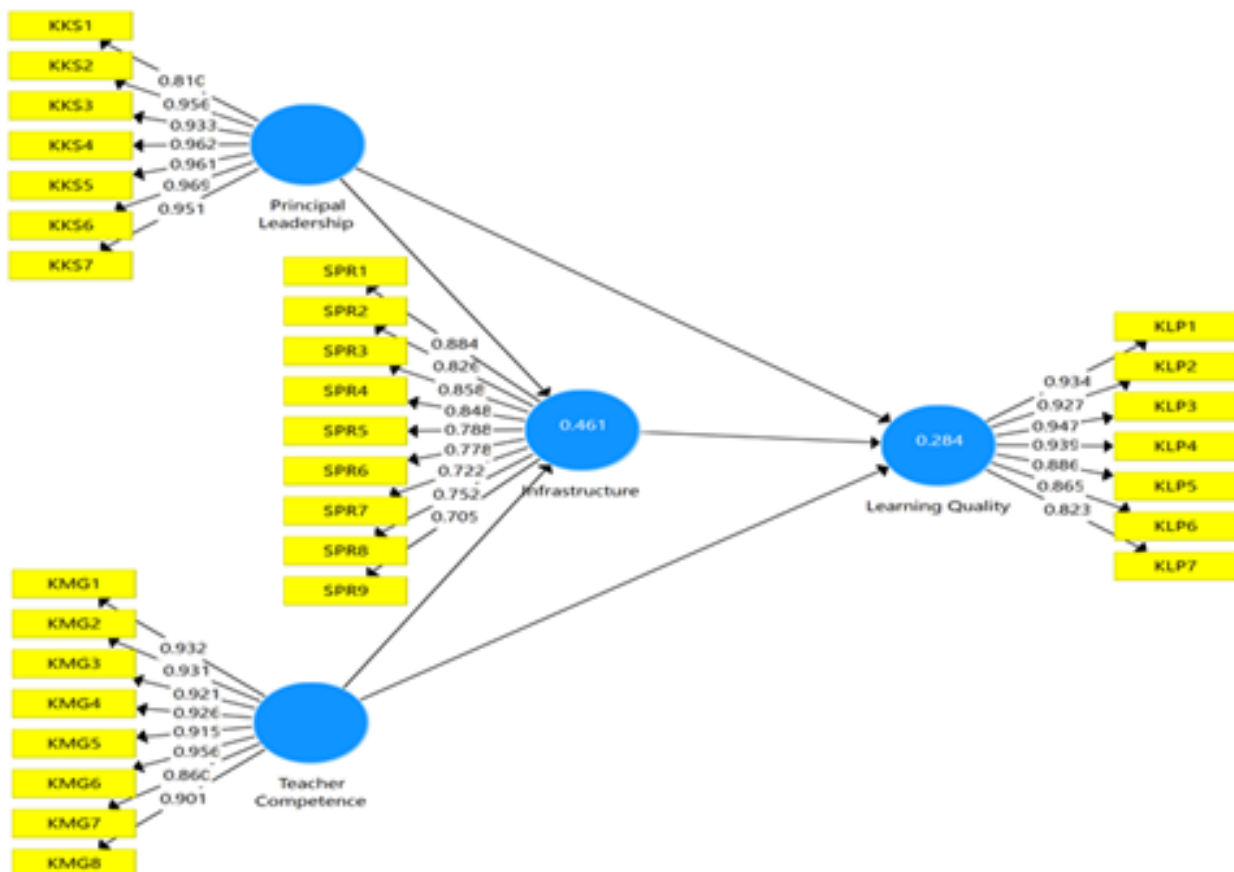 KKS1
KKS2
KKS3
KKS4
KKS5
KKS6
KKS7
0.810
0.956
0.933
0.962
0.961
0.969
0.951
Principal
Leadership
SPR1
SPR2
SPR3
SPR4
SPR5
SPR6
SPR7
SPR8
SPR9
0.884
0.826
0.858
0.848
0.788
0.778
0.722
0.752
0.705
0.461
Infrastructure
0.284
Learning Quality
0.934
0.927
0.947
0.939
0.886
0.865
0.823
KLP1
KLP2
KLP3
KLP4
KLP5
KLP6
KLP7
KMG1
KMG2
KMG3
KMG4
KMG5
KMG6
KMG7
KMG8
0.932
0.931
0.921
0.926
0.915
0.956
0.860
0.901
Teacher
Competence